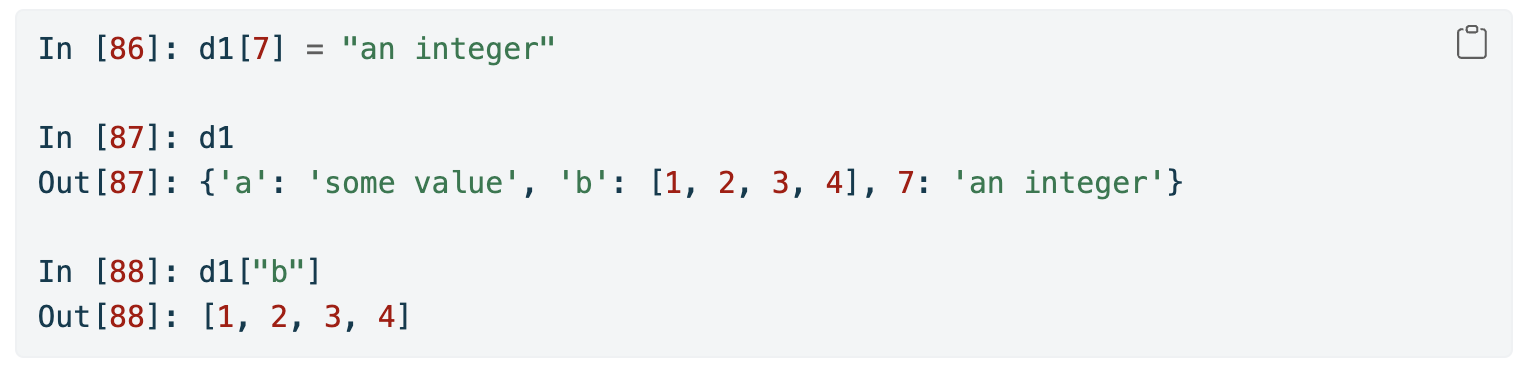 In [86]: d1[7] = "an integer"
In [87]: d1
Out[87]: {'a': 'some value', 'b': [1, 2, 3, 4], 7: 'an integer'}
In [88]: d1["b"]
Out[88]: [1, 2, 3, 4]